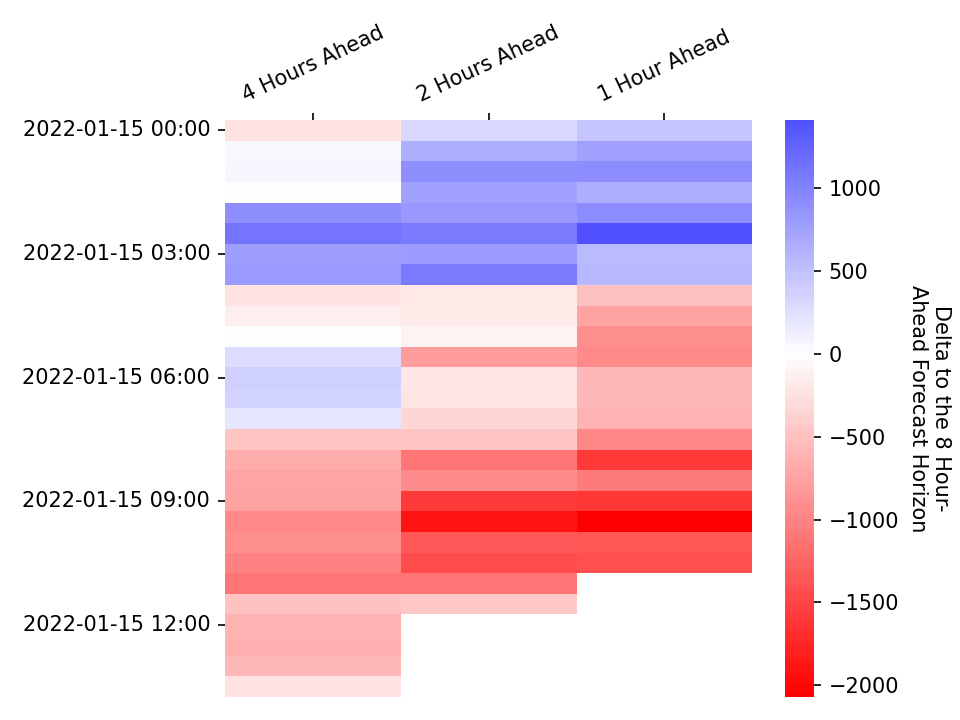 4 Hours Ahead
2 Hours Ahead
1 Hour Ahead
2022-01-15 00:00
2022-01-15 03:00
2022-01-15 06:00
2022-01-15 09:00
2022-01-15 12:00
1000
500
0
−500
−1000
−1500
−2000
Delta to the 8 Hour-
Ahead Forecast Horizon